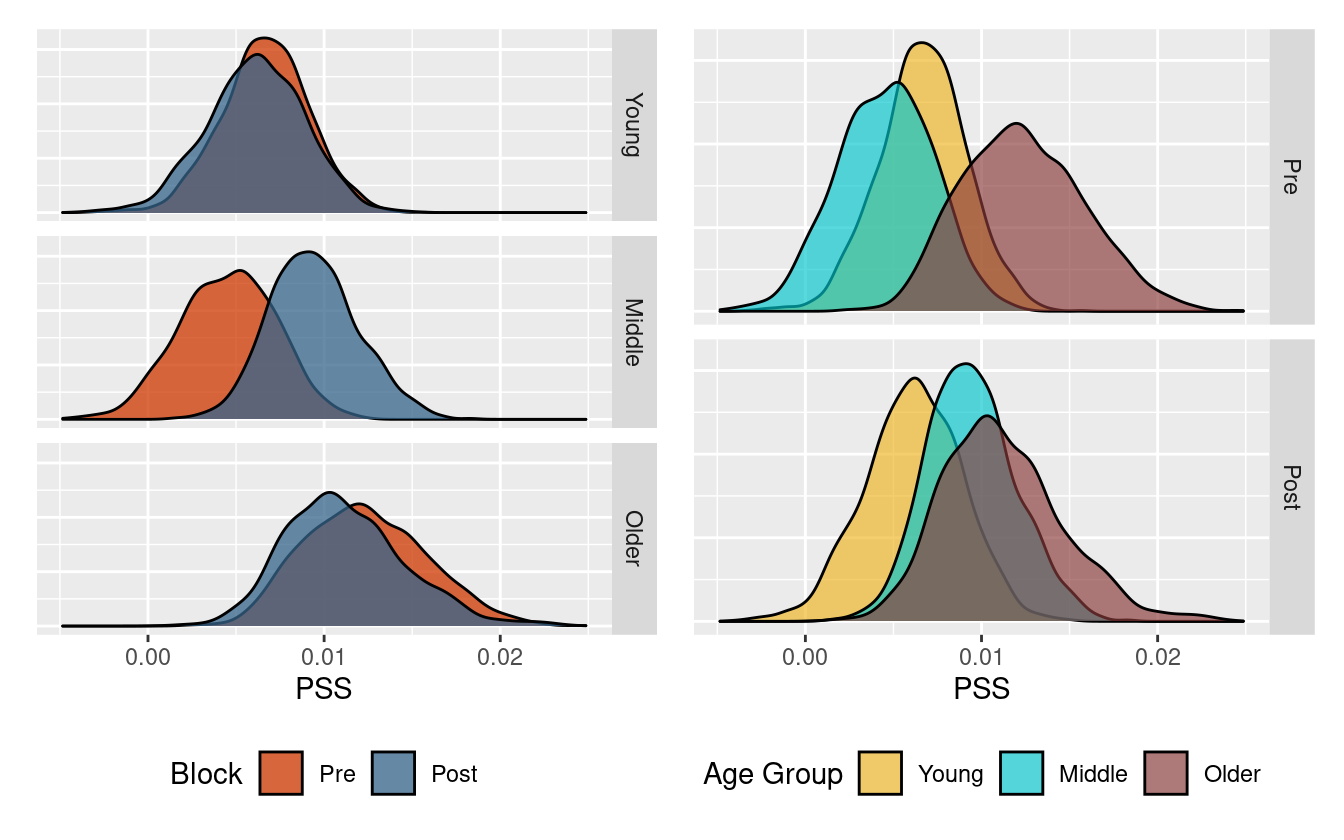 Young
Middle
Older
0.00 0.01 0.02
PSS
Block Pre Post
Pre
Post
0.00 0.01 0.02
PSS
Age Group Young Middle Older